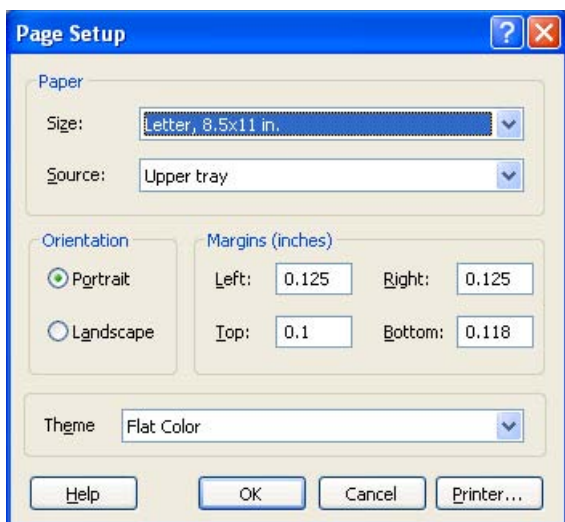 Page Setup
Paper
Size: Letter, 8.5x11 in.
Source: Upper tray
Orientation Margins (inches)
Portrait Left: 0.125 Right: 0.125
Landscape Top: 0.1 Bottom: 0.118
Theme Flat Color
Help OK Cancel Printer...